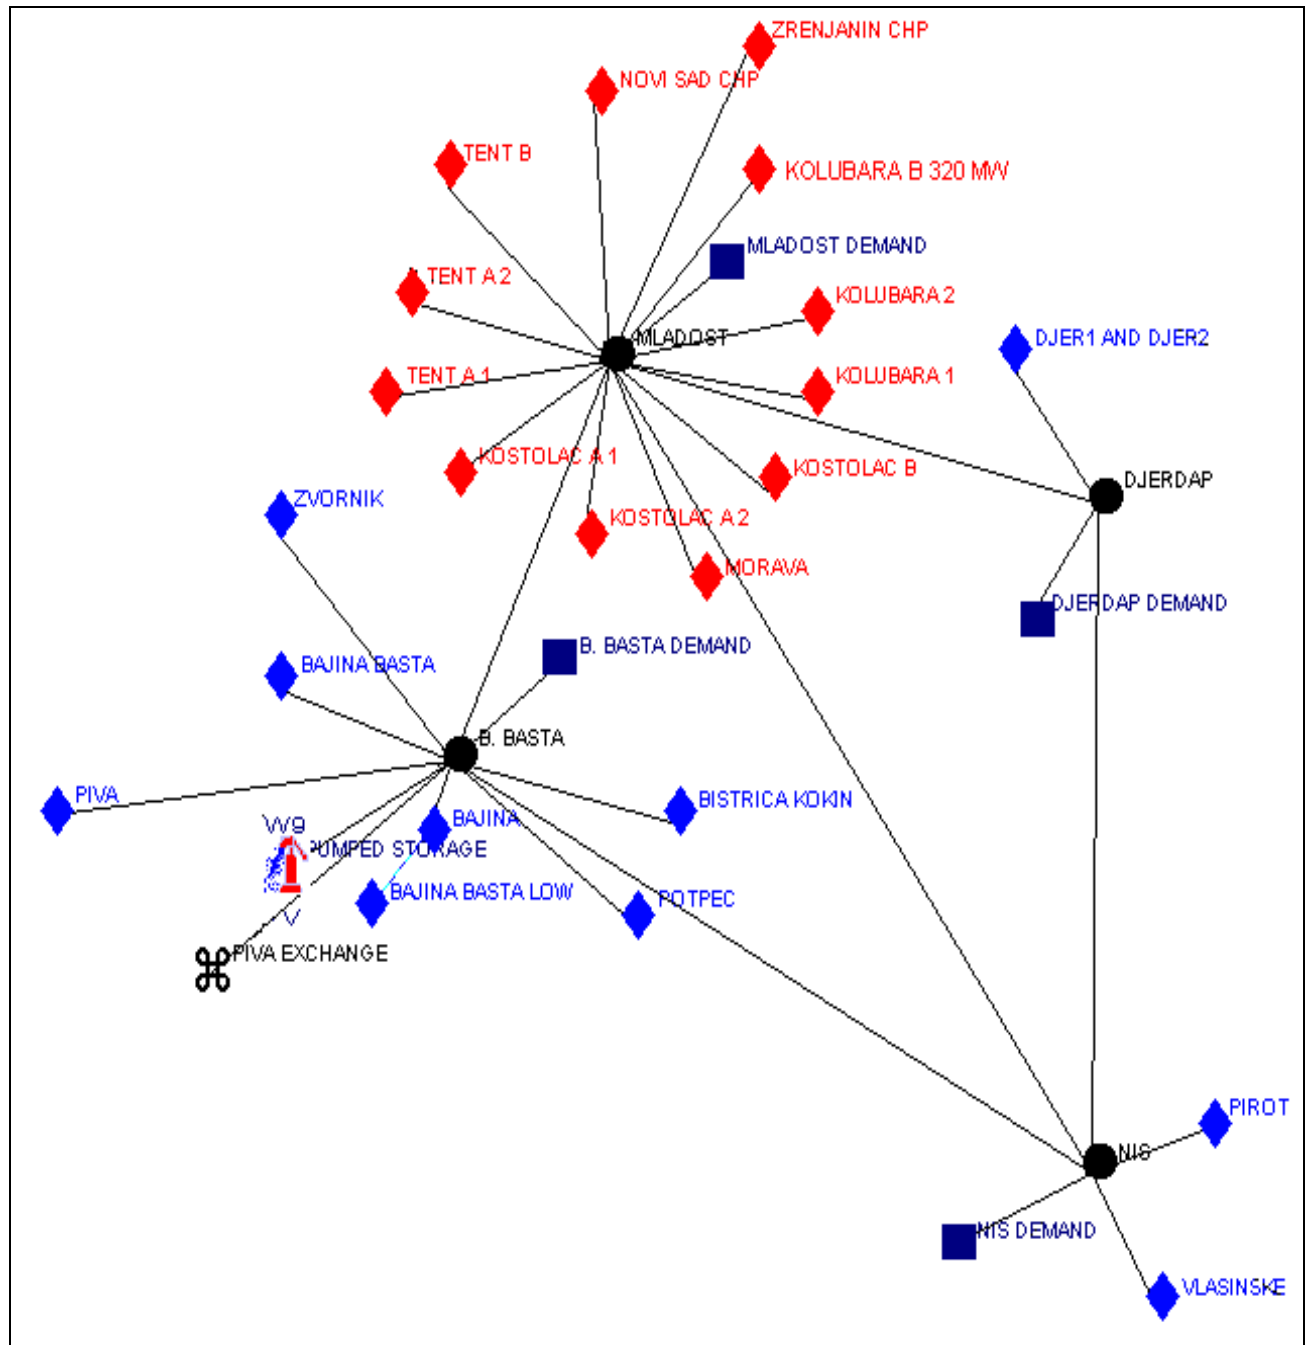 ZRENJANIN CHP
NOVI SAD CHP
TENT B
KOLUBARA B 320 MW
MLADOST DEMAND
TENT A 2
KOLUBARA 2
MLADOST
DJER1 AND DJER2
TENT A 1
KOLUBARA 1
KOSTOLAC A 1
KOSTOLAC B
DJERDAP
ZVORNIK
KOSTOLAC A 2
MORAVA
DJERDAP DEMAND
B. BASTA DEMAND
BAJINA BASTA
B. BASTA
PIVA
BISTRICA KOKIN
W9
BAJINA
PUMPED STORAGE
BAJINA BASTA LOW
POTPEC
V
PIVA EXCHANGE
PIROT
NIS
NIS DEMAND
VLASINSKE